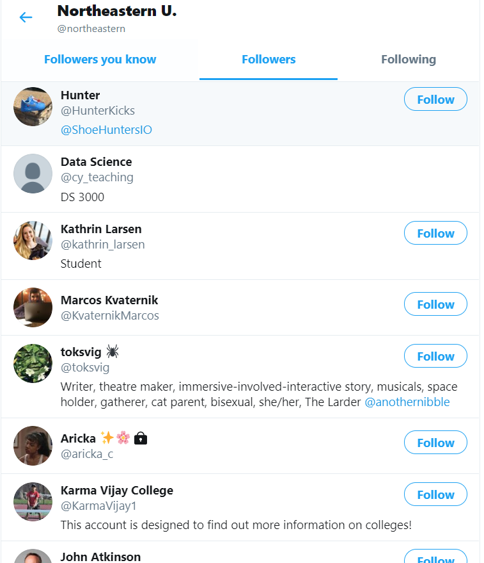 Northeastern U.
@northeastern
Followers you know Followers Following
Hunter
@HunterKicks
@ShoeHuntersIO
Follow
Data Science
@cy_teaching
DS 3000
Kathrin Larsen
@kathrin_larsen
Student
Follow
Marcos Kvaternik
@KvaternikMarcos
Follow
toksvig 🕷
@toksvig
Follow
Writer, theatre maker, immersive-involved-interactive story, musicals, space
holder, gatherer, cat parent, bisexual, she/her, The Larder @anothernibble
Aricka ✨🌸🔒
@aricka_c
Follow
Karma Vijay College
@KarmaVijay1
Follow
This account is designed to find out more information on colleges!
John Atkinson
Follow